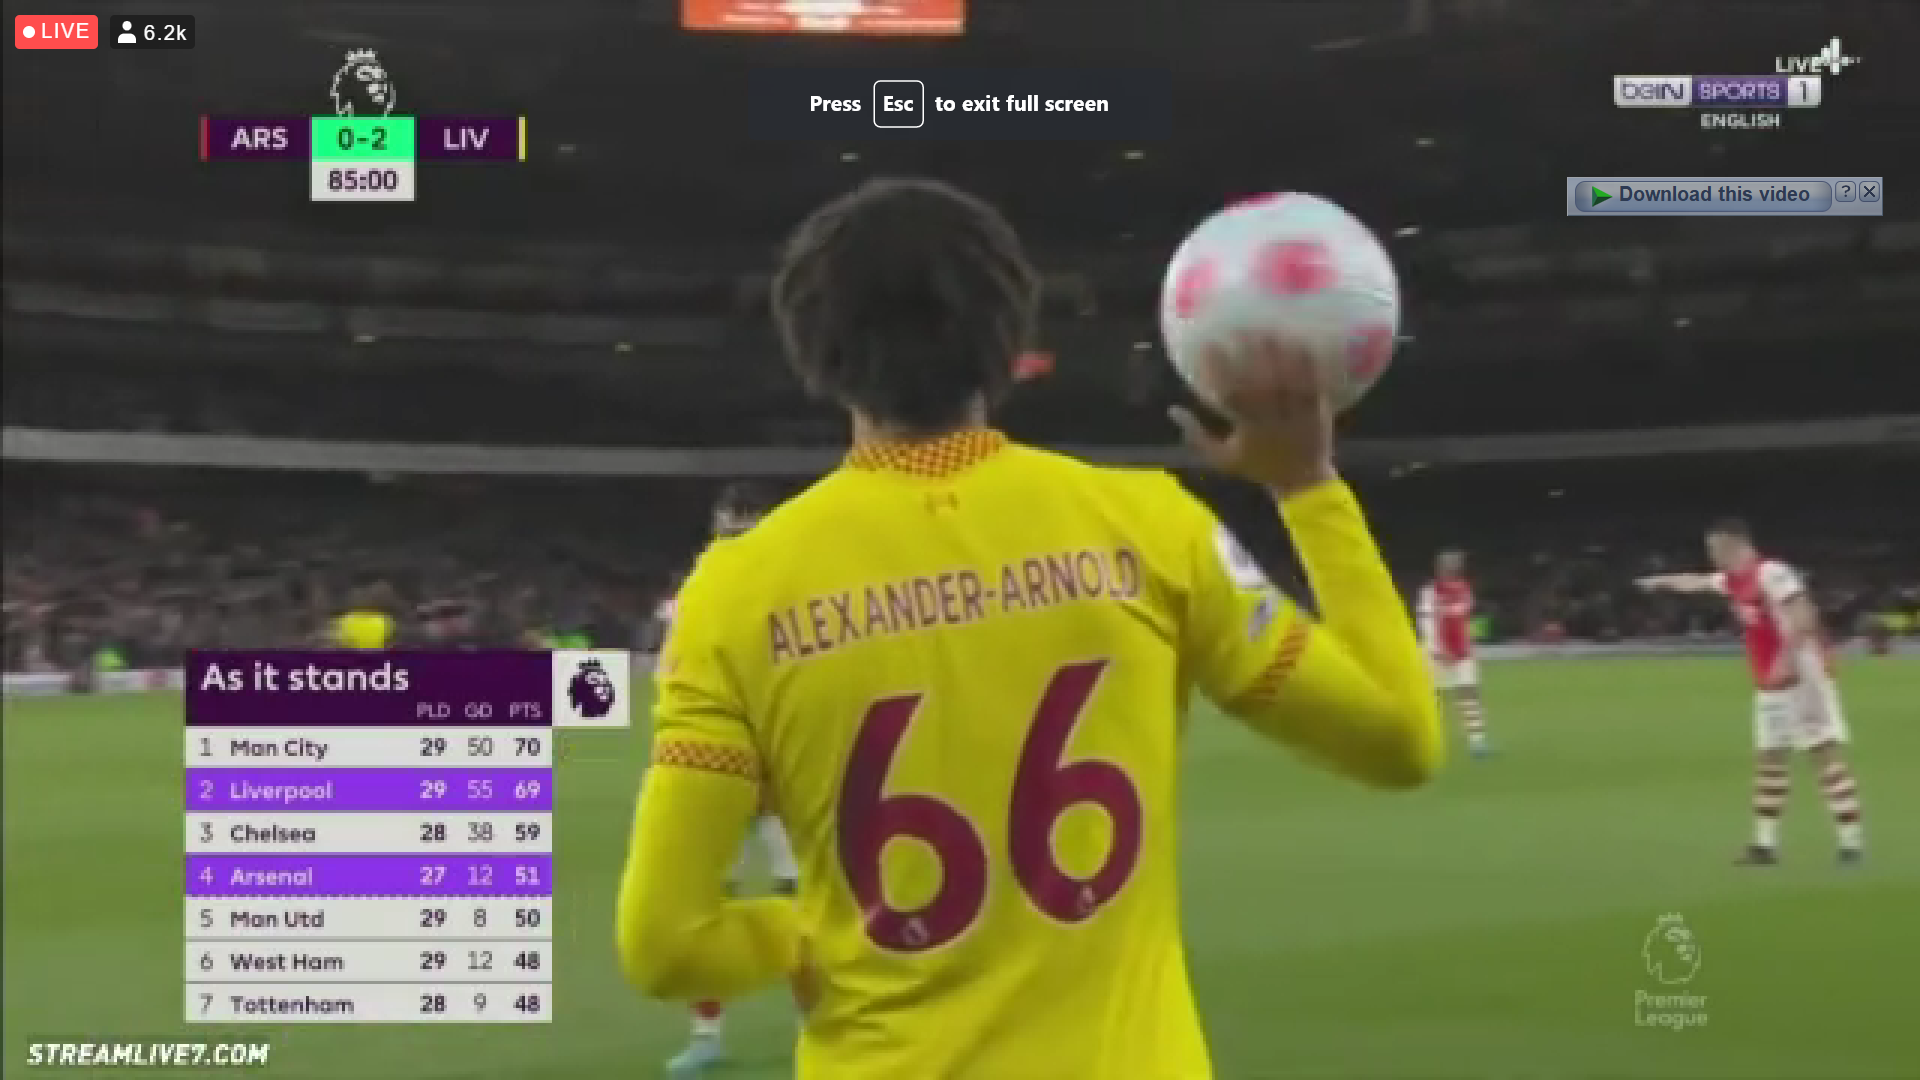 LIVE
6.2k
Press Esc to exit full screen
LIVE
beIN SPORTS 1
ENGLISH
ARS 0-2 LIV
85:00
Download this video ? X
ALEXANDER-ARNOLD
66
As it stands
PLD GD PTS
1 Man City 29 50 70
2 Liverpool 29 55 69
3 Chelsea 28 38 59
4 Arsenal 27 12 51
5 Man Utd 29 8 50
6 West Ham 29 12 48
7 Tottenham 28 9 48
Premier
League
STREAMLIVE7.COM